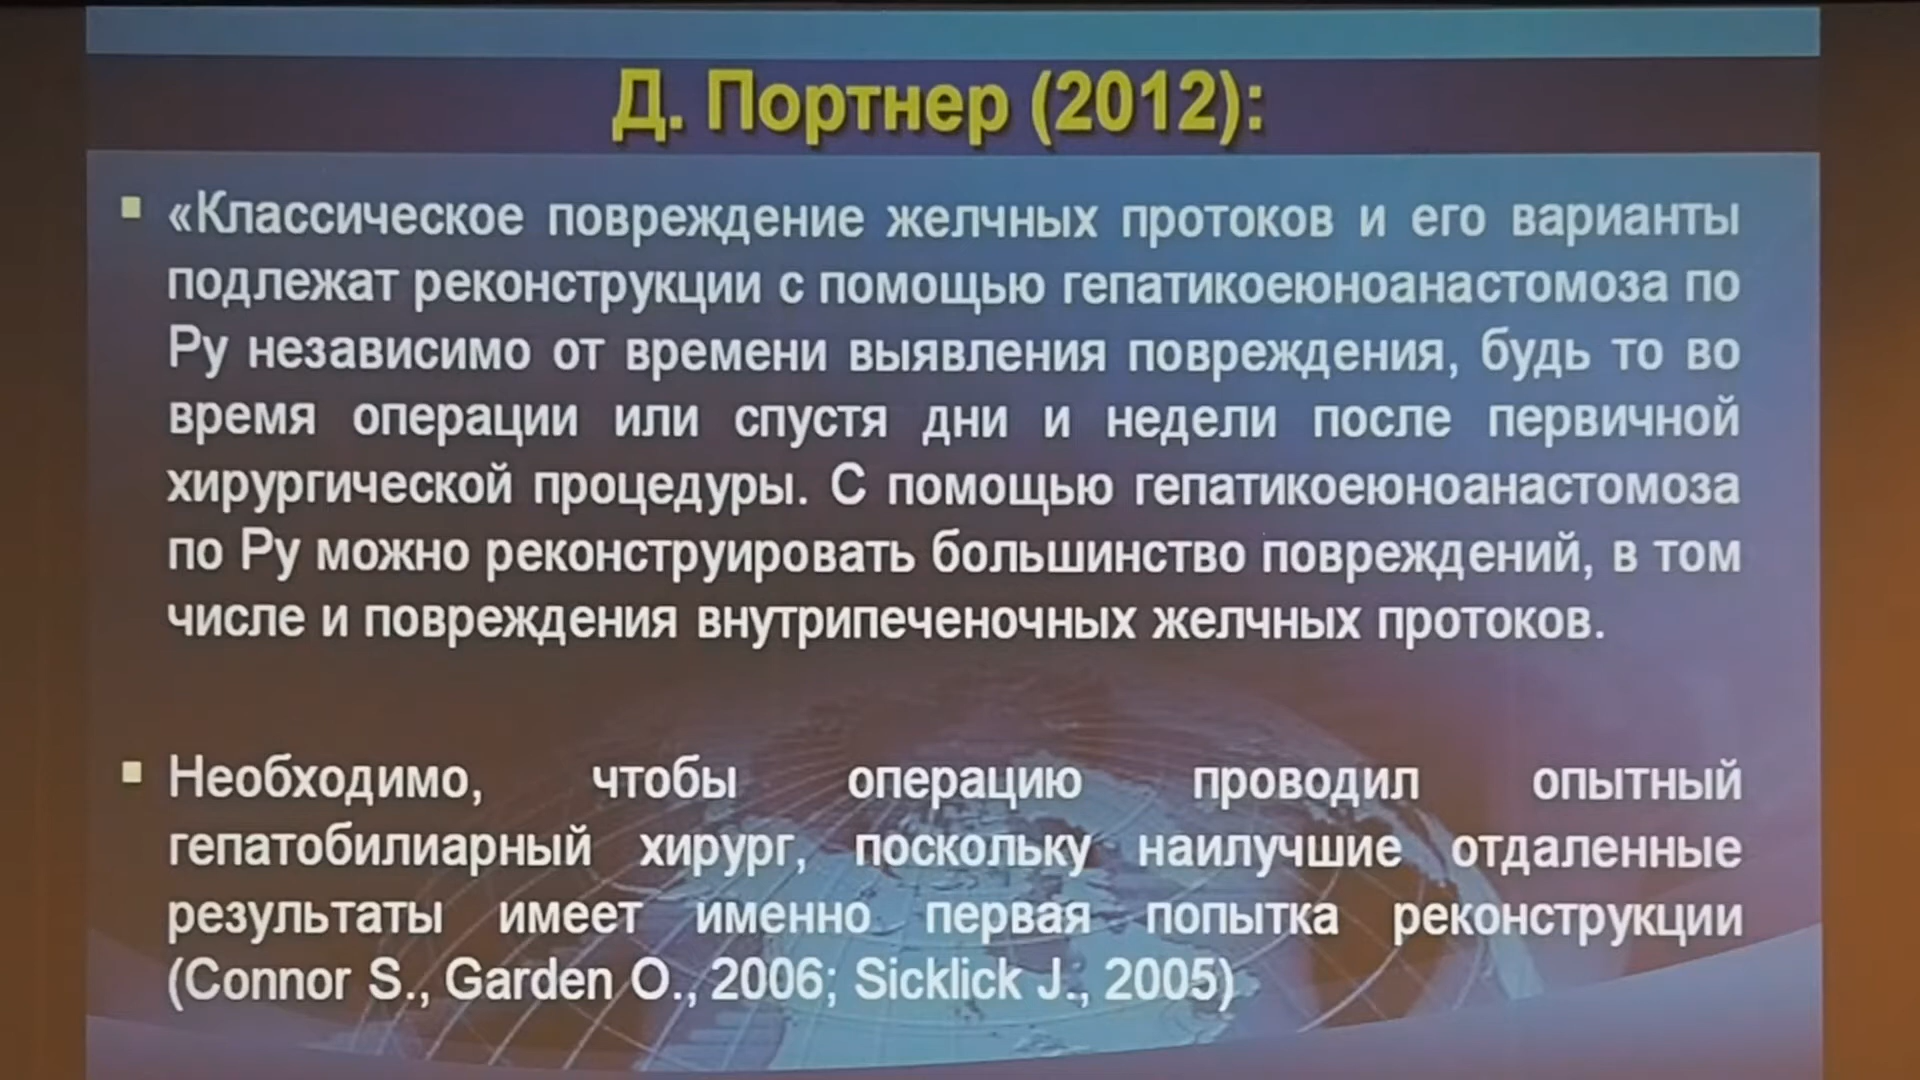 Д. Портнер (2012):
▪ «Классическое повреждение желчных протоков и его варианты
подлежат реконструкции с помощью гепатикоеюноанастомоза по
Ру независимо от времени выявления повреждения, будь то во
время операции или спустя дни и недели после первичной
хирургической процедуры. С помощью гепатикоеюноанастомоза
по Ру можно реконструировать большинство повреждений, в том
числе и повреждения внутрипеченочных желчных протоков.
▪ Необходимо, чтобы операцию проводил опытный
гепатобилиарный хирург, поскольку наилучшие отдаленные
результаты имеет именно первая попытка реконструкции
(Connor S., Garden O., 2006; Sicklick J., 2005)